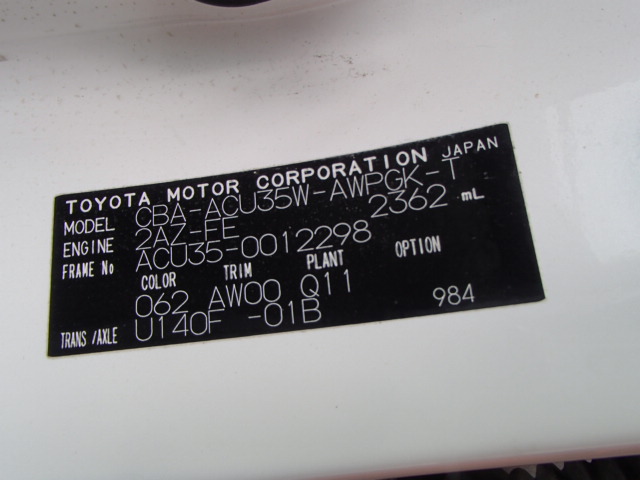 TOYOTA MOTOR CORPORATION JAPAN
MODEL CBA-ACU35W-AWPGK-T
ENGINE 2AZ-FE 2362 mL
FRAME No ACU35-0012298
COLOR TRIM PLANT OPTION
062 AW00 Q11 984
TRANS/AXLE U140F -01B